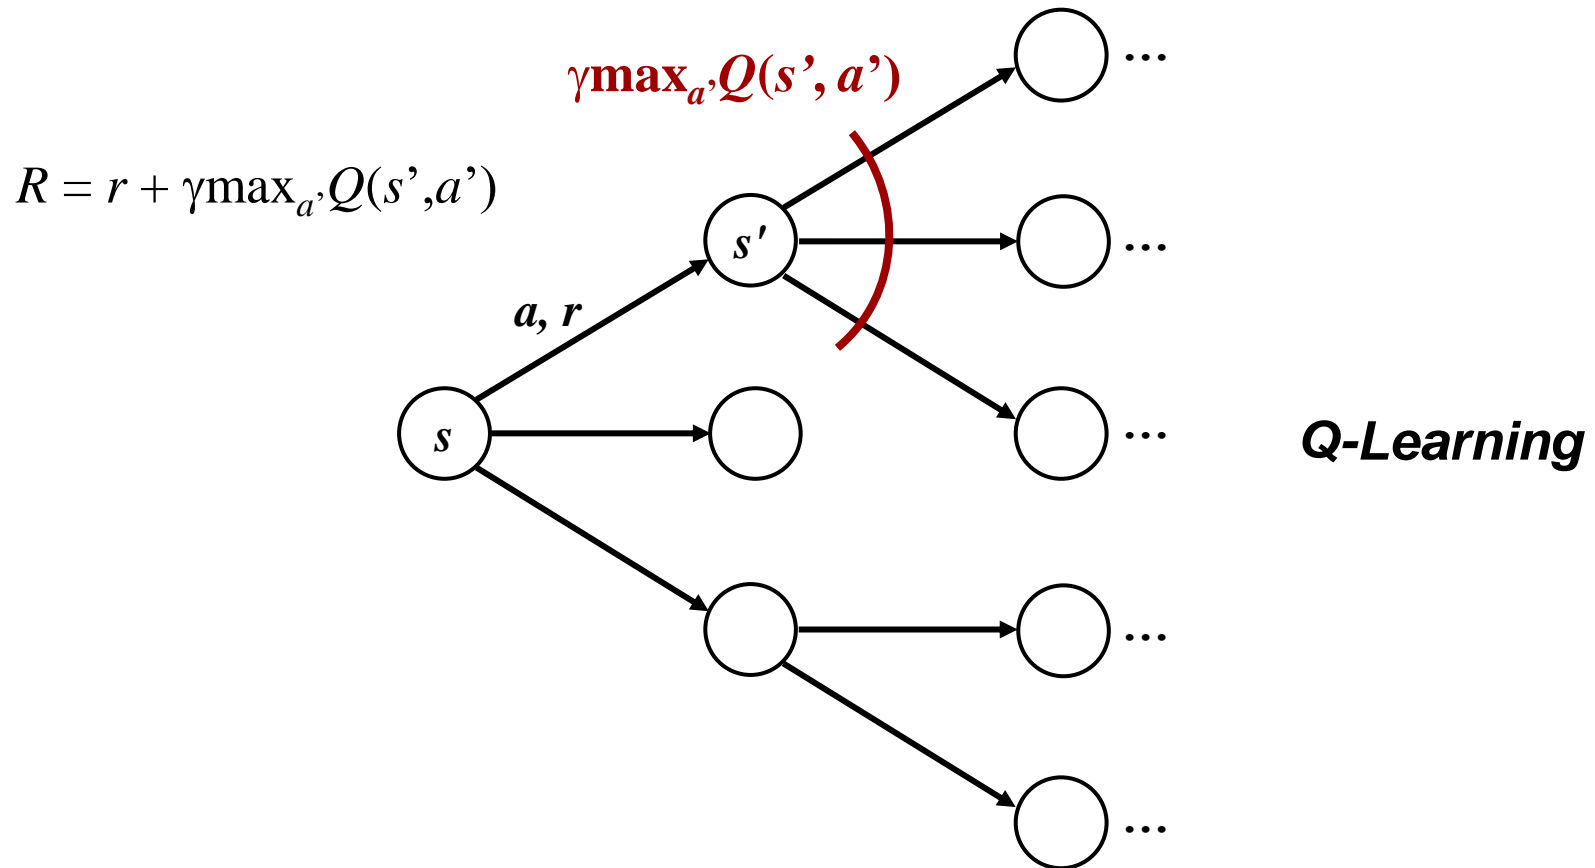 γmaxₐ’Q(s’, a’)
...
R = r + γmaxₐ’Q(s’,a’)
s'
...
a, r
s
...
Q-Learning
...
...